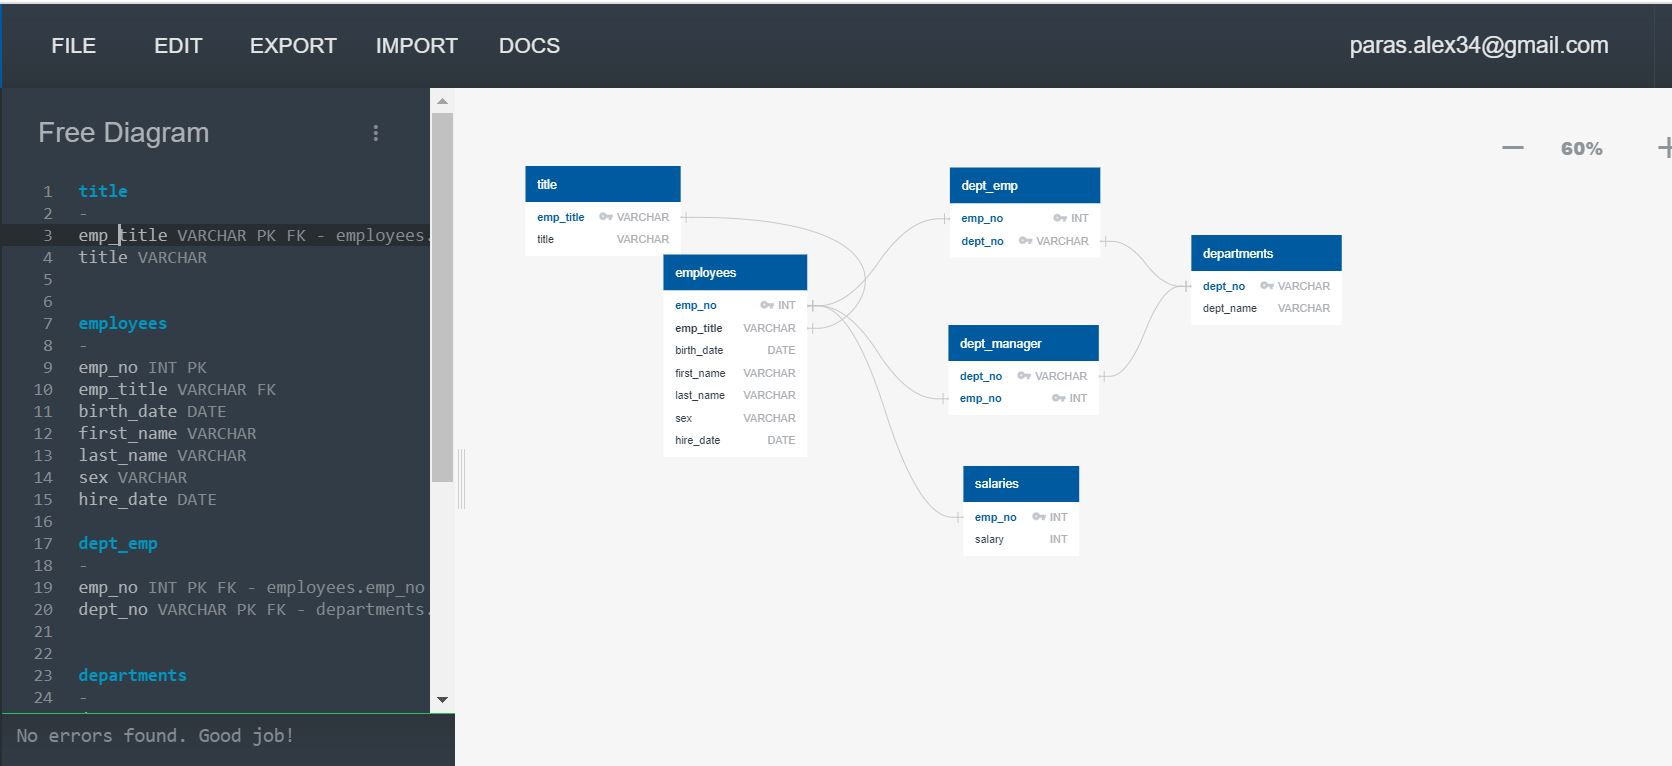 FILE EDIT EXPORT IMPORT DOCS paras.alex34@gmail.com
Free Diagram
1 title
2 -
3 emp_title VARCHAR PK FK - employees.
4 title VARCHAR
5
6
7 employees
8 -
9 emp_no INT PK
10 emp_title VARCHAR FK
11 birth_date DATE
12 first_name VARCHAR
13 last_name VARCHAR
14 sex VARCHAR
15 hire_date DATE
16
17 dept_emp
18 -
19 emp_no INT PK FK - employees.emp_no
20 dept_no VARCHAR PK FK - departments.
21
22
23 departments
24 -
No errors found. Good job!
60%
title
emp_title VARCHAR
title VARCHAR
employees
emp_no INT
emp_title VARCHAR
birth_date DATE
first_name VARCHAR
last_name VARCHAR
sex VARCHAR
hire_date DATE
dept_emp
emp_no INT
dept_no VARCHAR
dept_manager
dept_no VARCHAR
emp_no INT
salaries
emp_no INT
salary INT
departments
dept_no VARCHAR
dept_name VARCHAR